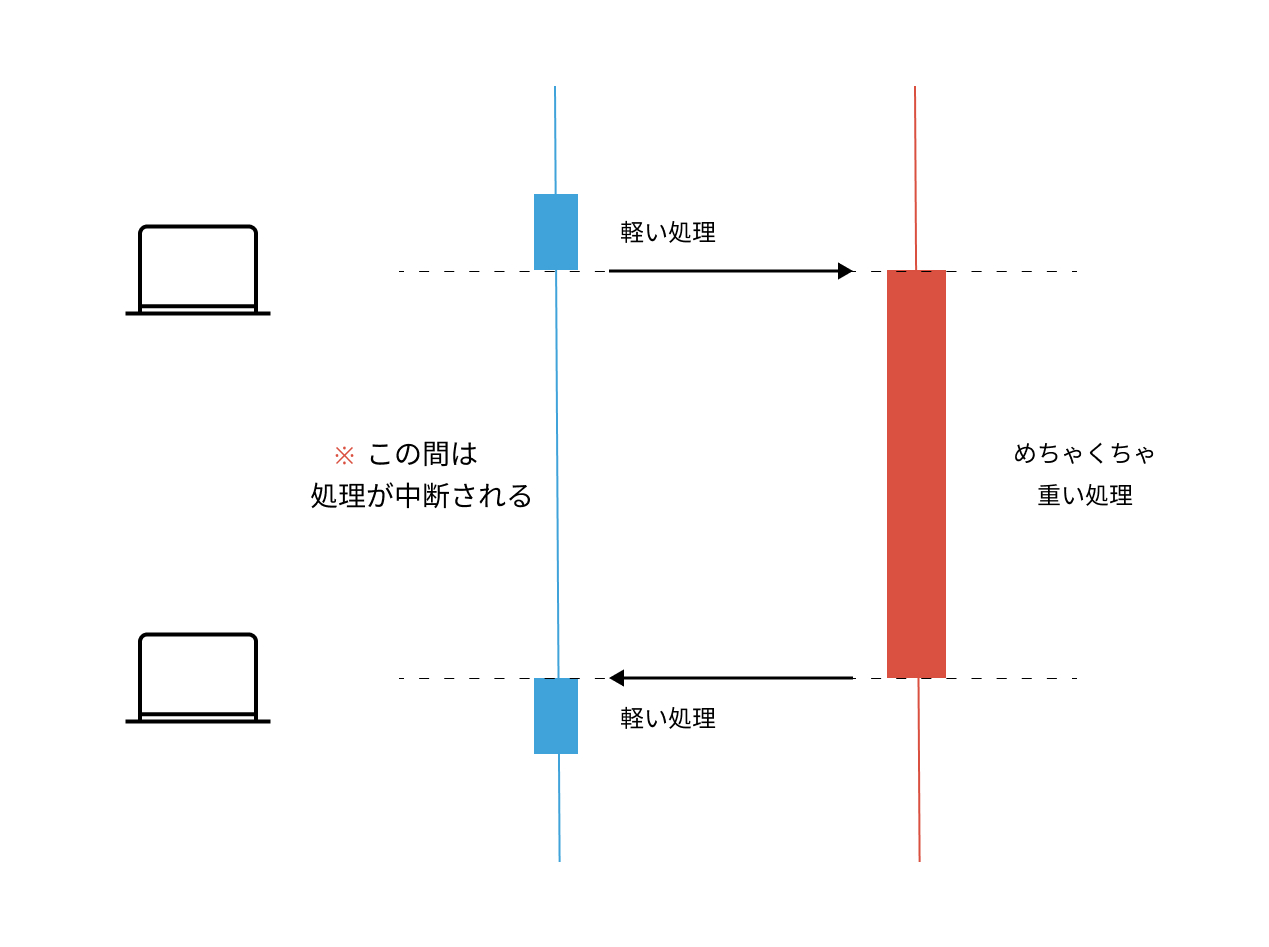 軽い処理
※ この間は
処理が中断される
めちゃくちゃ
重い処理
軽い処理